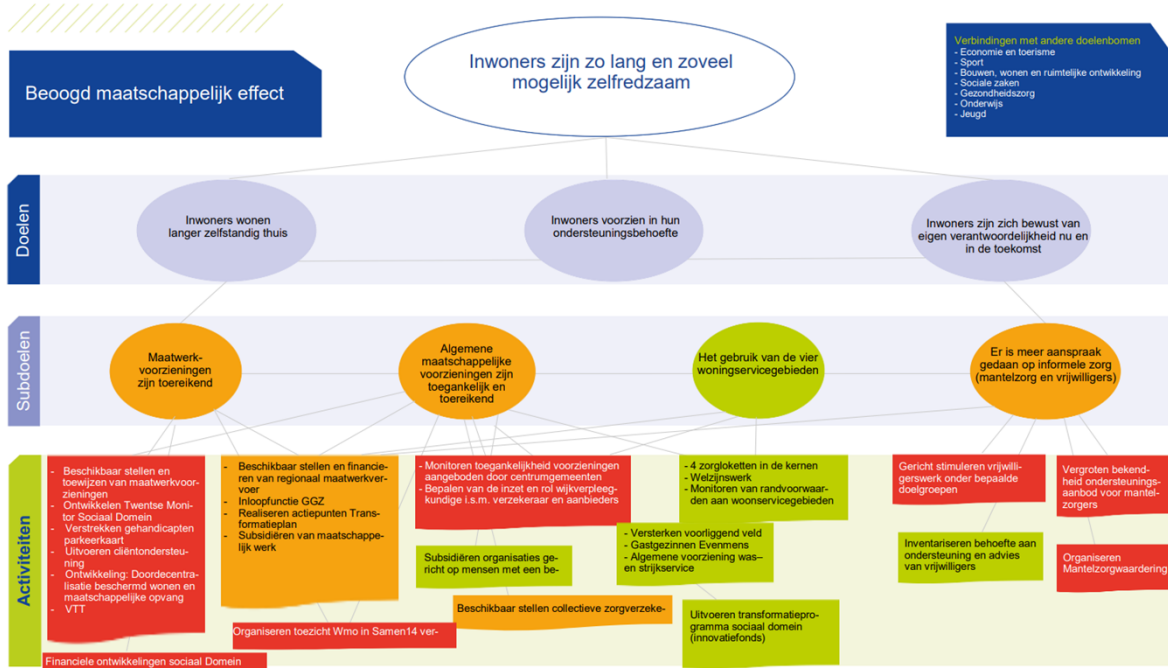 Beoogd maatschappelijk effect
Inwoners zijn zo lang en zoveel
mogelijk zelfredzaam
Verbindingen met andere doelenbomen
- Economie en toerisme
- Sport
- Bouwen, wonen en ruimtelijke ontwikkeling
- Sociale zaken
- Gezondheidszorg
- Onderwijs
- Jeugd
Doelen
Inwoners wonen
langer zelfstandig thuis
Inwoners voorzien in hun
ondersteuningsbehoefte
Inwoners zijn zich bewust van
eigen verantwoordelijkheid nu en
in de toekomst
Subdoelen
Maatwerk-
voorzieningen
zijn toereikend
Algemene
maatschappelijke
voorzieningen zijn
toegankelijk en
toereikend
Het gebruik van de vier
woningservicegebieden
Er is meer aanspraak
gedaan op informele zorg
(mantelzorg en vrijwilligers)
Activiteiten
- Beschikbaar stellen en
toewijzen van maatwerkvoor-
zieningen
- Ontwikkelen Twentse Moni-
tor Sociaal Domein
- Verstrekken gehandicapten
parkeerkaart
- Uitvoeren cliëntondersteu-
ning
- Ontwikkeling: Doordecentra-
lisatie beschermd wonen en
maatschappelijke opvang
- VTT
Financiele ontwikkelingen sociaal Domein
- Beschikbaar stellen en financie-
ren van regionaal maatwerkver-
voer
- Inloopfunctie GGZ
- Realiseren actiepunten Trans-
formatieplan
- Subsidiëren van maatschappe-
lijk werk
Organiseren toezicht Wmo in Samen14 ver-
- Monitoren toegankelijkheid voorzieningen
aangeboden door centrumgemeenten
- Bepalen van de inzet en rol wijkverpleeg-
kundige i.s.m. verzekeraar en aanbieders
Subsidiëren organisaties ge-
richt op mensen met een be-
Beschikbaar stellen collectieve zorgverzeke-
- 4 zorgloketten in de kernen
- Welzijnswerk
- Monitoren van randvoorwaar-
den aan woonservicegebieden
- Versterken voorliggend veld
- Gastgezinnen Evenmens
- Algemene voorziening was–
en strijkservice
Uitvoeren transformatiepro-
gramma sociaal domein
(innovatiefonds)
Gericht stimuleren vrijwilli-
gerswerk onder bepaalde
doelgroepen
Inventariseren behoefte aan
ondersteuning en advies
van vrijwilligers
Vergroten bekend-
heid ondersteunings-
aanbod voor mantel-
zorgers
Organiseren
Mantelzorgwaardering